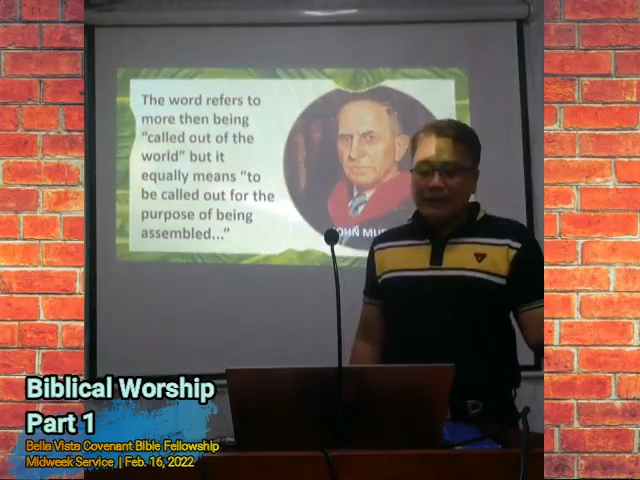 The word refers to
more then being
“called out of the
world” but it
equally means “to
be called out for the
purpose of being
assembled...”
JOHN
Biblical Worship
Part 1
Bella Vista Covenant Bible Fellowship
Midweek Service | Feb. 16, 2022